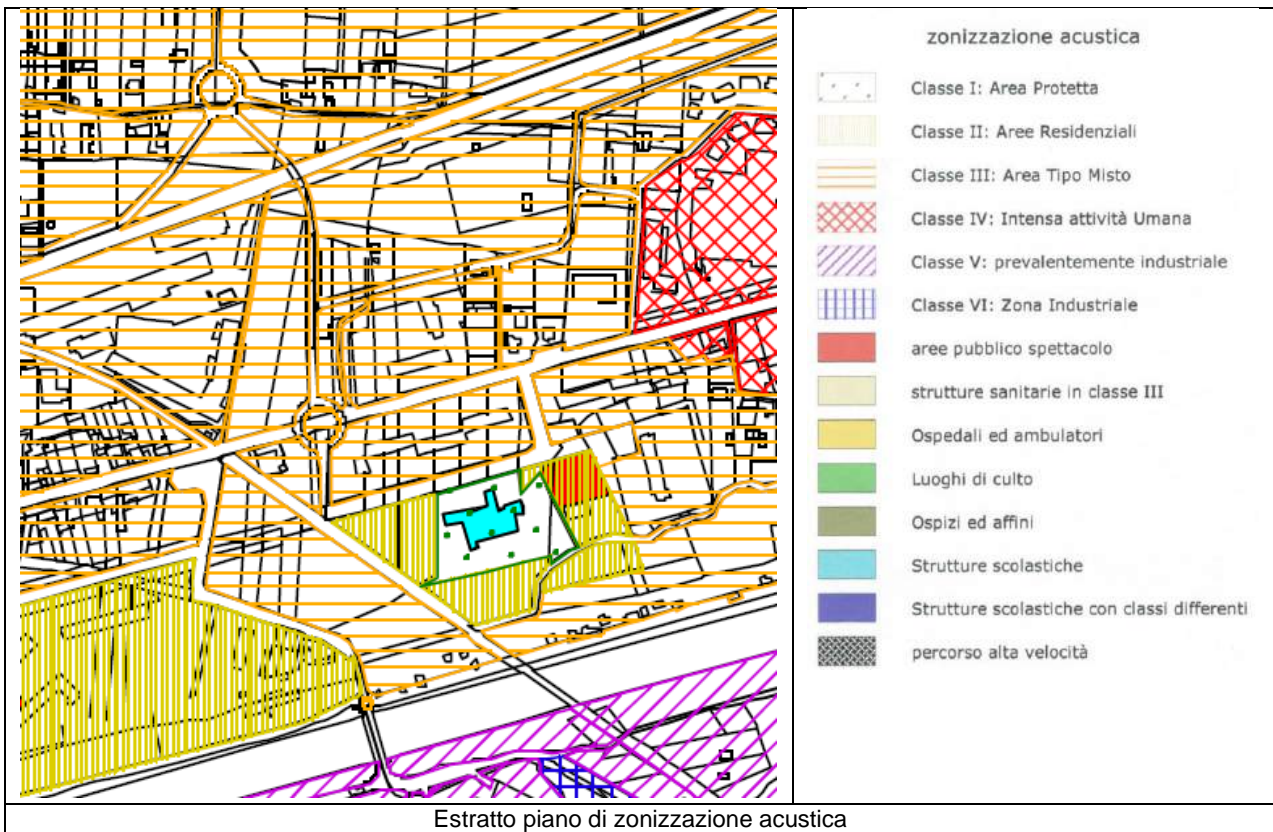 zonizzazione acustica
Classe I: Area Protetta
Classe II: Aree Residenziali
Classe III: Area Tipo Misto
Classe IV: Intensa attività Umana
Classe V: prevalentemente industriale
Classe VI: Zona Industriale
aree pubblico spettacolo
strutture sanitarie in classe III
Ospedali ed ambulatori
Luoghi di culto
Ospizi ed affini
Strutture scolastiche
Strutture scolastiche con classi differenti
percorso alta velocità
Estratto piano di zonizzazione acustica